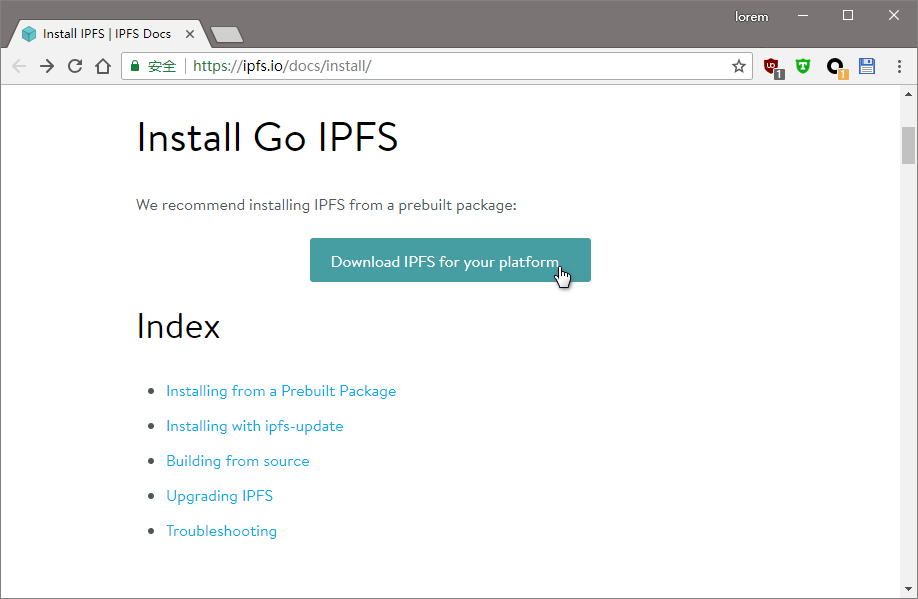 lorem
Install IPFS | IPFS Docs
安全 https://ipfs.io/docs/install/
1
1
Install Go IPFS
We recommend installing IPFS from a prebuilt package:
Download IPFS for your platform
Index
Installing from a Prebuilt Package
Installing with ipfs-update
Building from source
Upgrading IPFS
Troubleshooting